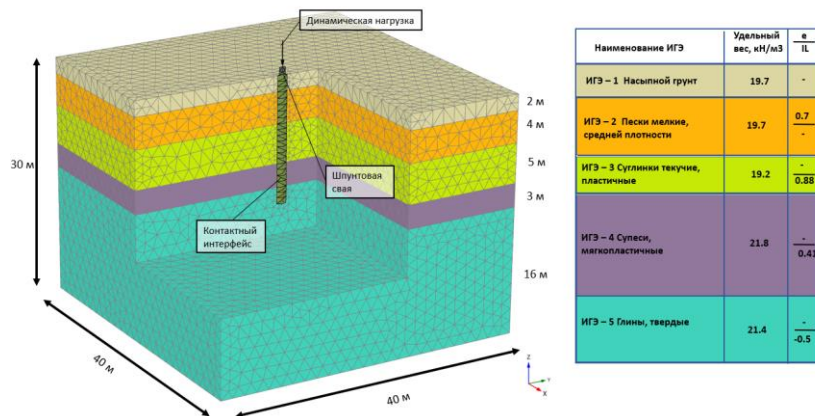 Динамическая нагрузка
30 м
2 м
4 м
5 м
3 м
16 м
Шпунтовая
свая
Контактный
интерфейс
40 м
40 м
Z
Y
X
Наименование ИГЭ
Удельный
вес, кН/м3
e
IL
ИГЭ – 1 Насыпной грунт
19.7
-
ИГЭ – 2 Пески мелкие,
средней плотности
19.7
0.7
-
ИГЭ – 3 Суглинки текучие,
пластичные
19.2
-
0.88
ИГЭ – 4 Супеси,
мягкопластичные
21.8
-
0.41
ИГЭ – 5 Глины, твердые
21.4
-
-0.5